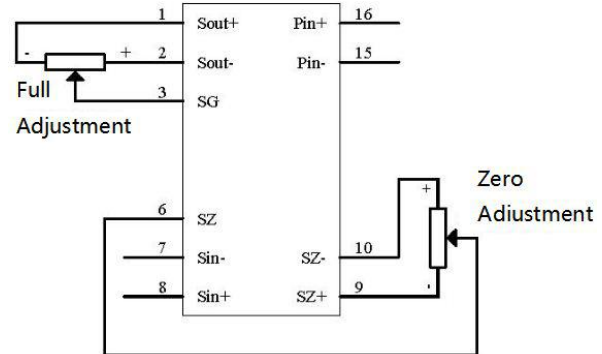 1 Sout+ Pin+ 16
- + 2 Sout- Pin- 15
Full
Adjustment
3 SG
6 SZ
7 Sin-
8 Sin+
SZ- 10
SZ+ 9
+
-
Zero
Adiustment